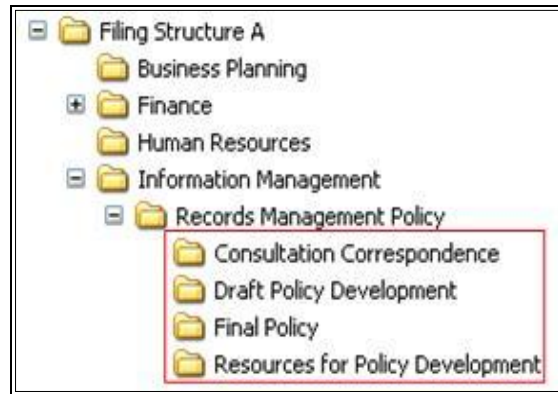 Filing Structure A
Business Planning
Finance
Human Resources
Information Management
Records Management Policy
Consultation Correspondence
Draft Policy Development
Final Policy
Resources for Policy Development